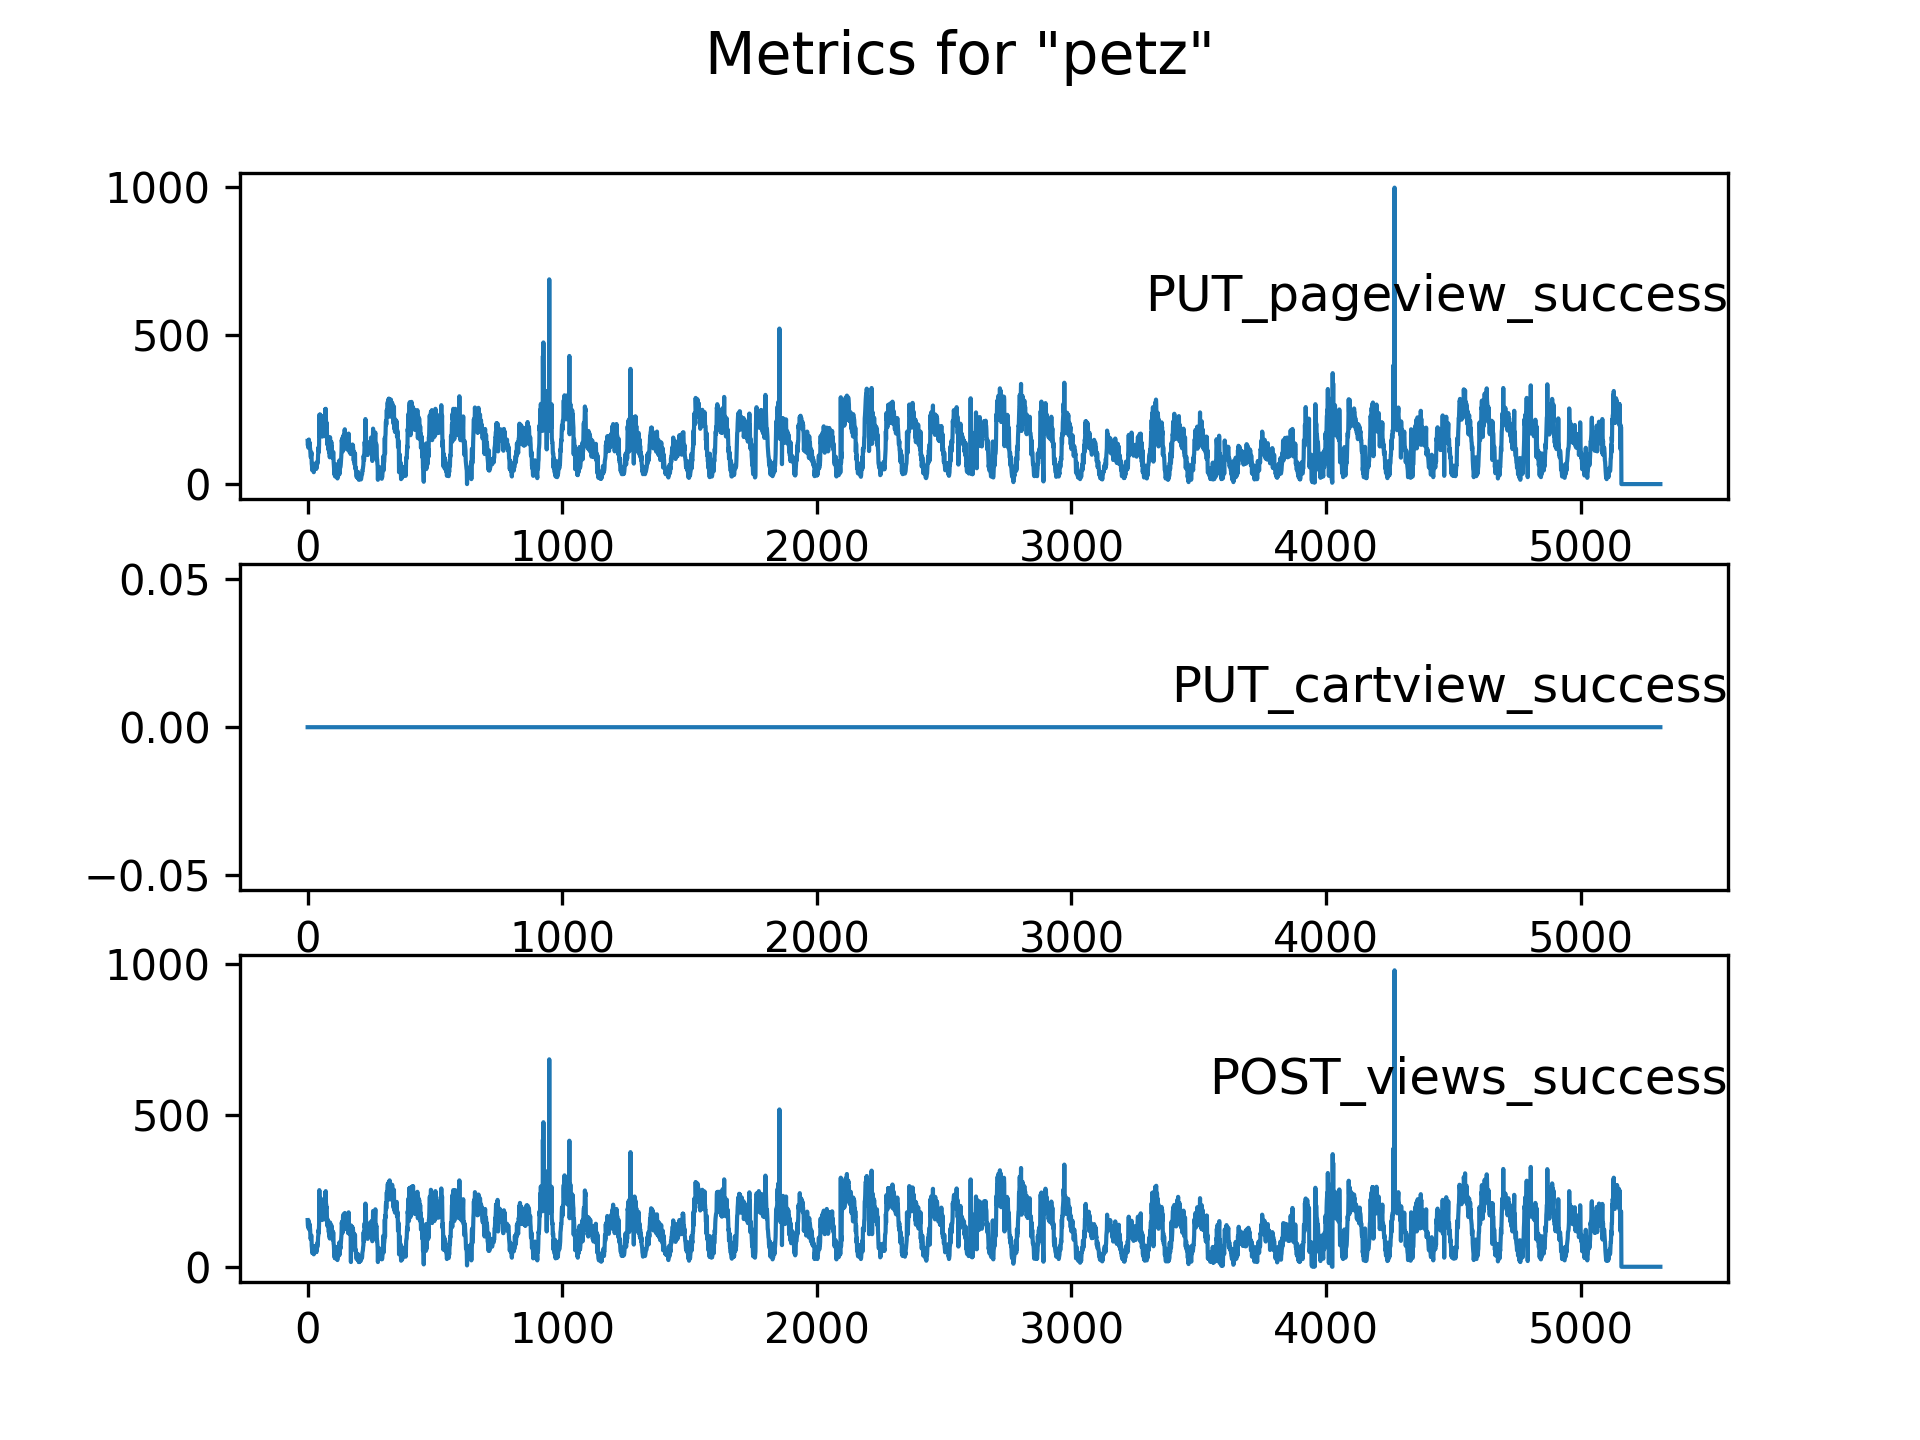 Metrics for "petz"
1000
500
0
PUT_pageview_success
0 1000 2000 3000 4000 5000
0.05
0.00
−0.05
PUT_cartview_success
0 1000 2000 3000 4000 5000
1000
500
0
POST_views_success
0 1000 2000 3000 4000 5000